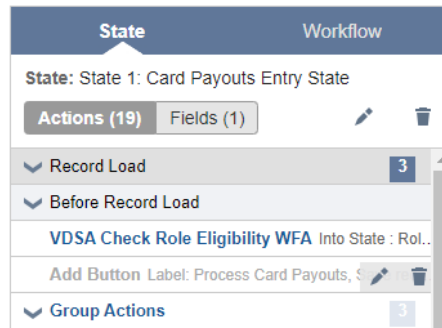 State Workflow
State: State 1: Card Payouts Entry State
Actions (19) Fields (1)
Record Load 3
Before Record Load
VDSA Check Role Eligibility WFA Into State : Rol..
Add Button Label: Process Card Payouts,
Group Actions 3